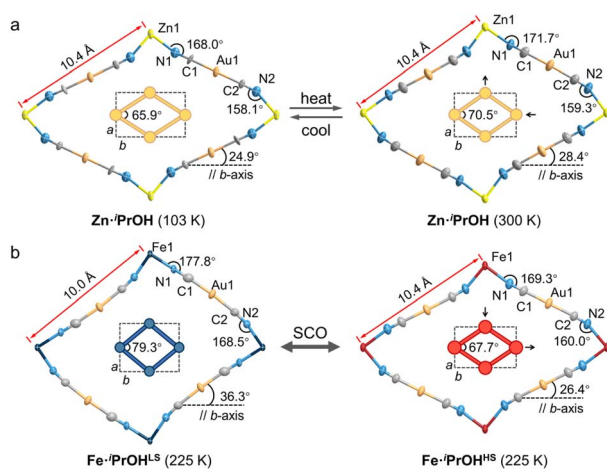 a
10.4 Å
Zn1
168.0°
N1
C1
Au1
C2
N2
158.1°
65.9°
a
b
24.9°
// b-axis
Zn·ⁱPrOH (103 K)
heat
cool
Zn1
171.7°
N1
C1
Au1
C2
N2
159.3°
70.5°
a
b
28.4°
// b-axis
Zn·ⁱPrOH (300 K)
b
10.0 Å
Fe1
177.8°
N1
C1
Au1
C2
N2
168.5°
79.3°
a
b
36.3°
// b-axis
Fe·ⁱPrOHᴸˢ (225 K)
SCO
10.4 Å
Fe1
169.3°
N1
C1
Au1
C2
N2
160.0°
67.7°
a
b
26.4°
// b-axis
Fe·ⁱPrOHᴴˢ (225 K)